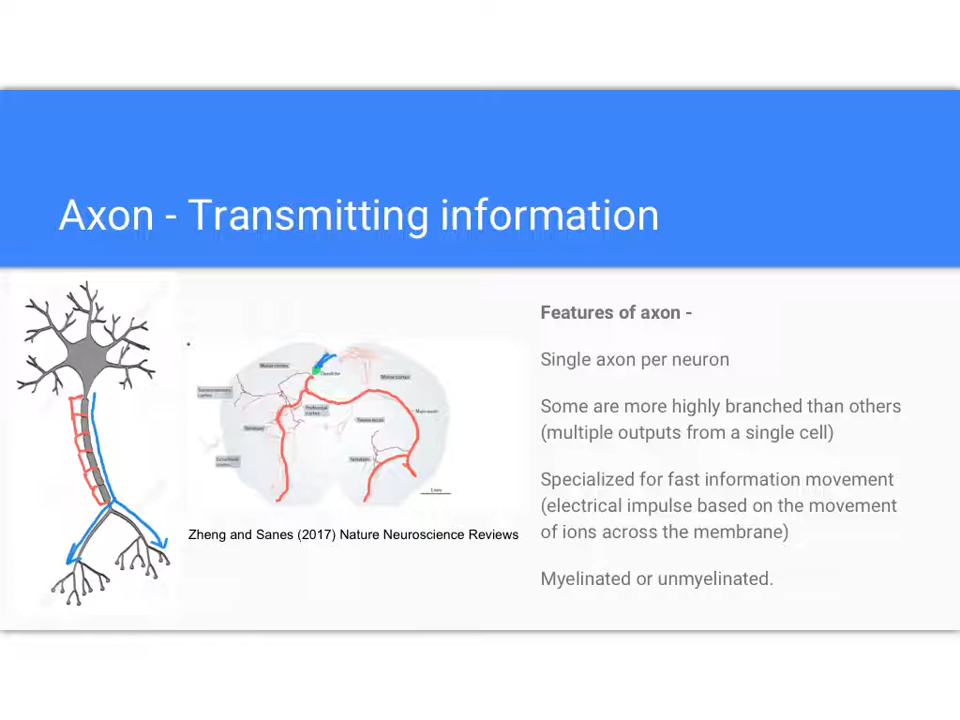 Axon - Transmitting information
Features of axon -
Single axon per neuron
Some are more highly branched than others
(multiple outputs from a single cell)
Specialized for fast information movement
(electrical impulse based on the movement
of ions across the membrane)
Myelinated or unmyelinated.
Motor cortex
Motor cortex
Prefrontal
cortex
Zheng and Sanes (2017) Nature Neuroscience Reviews